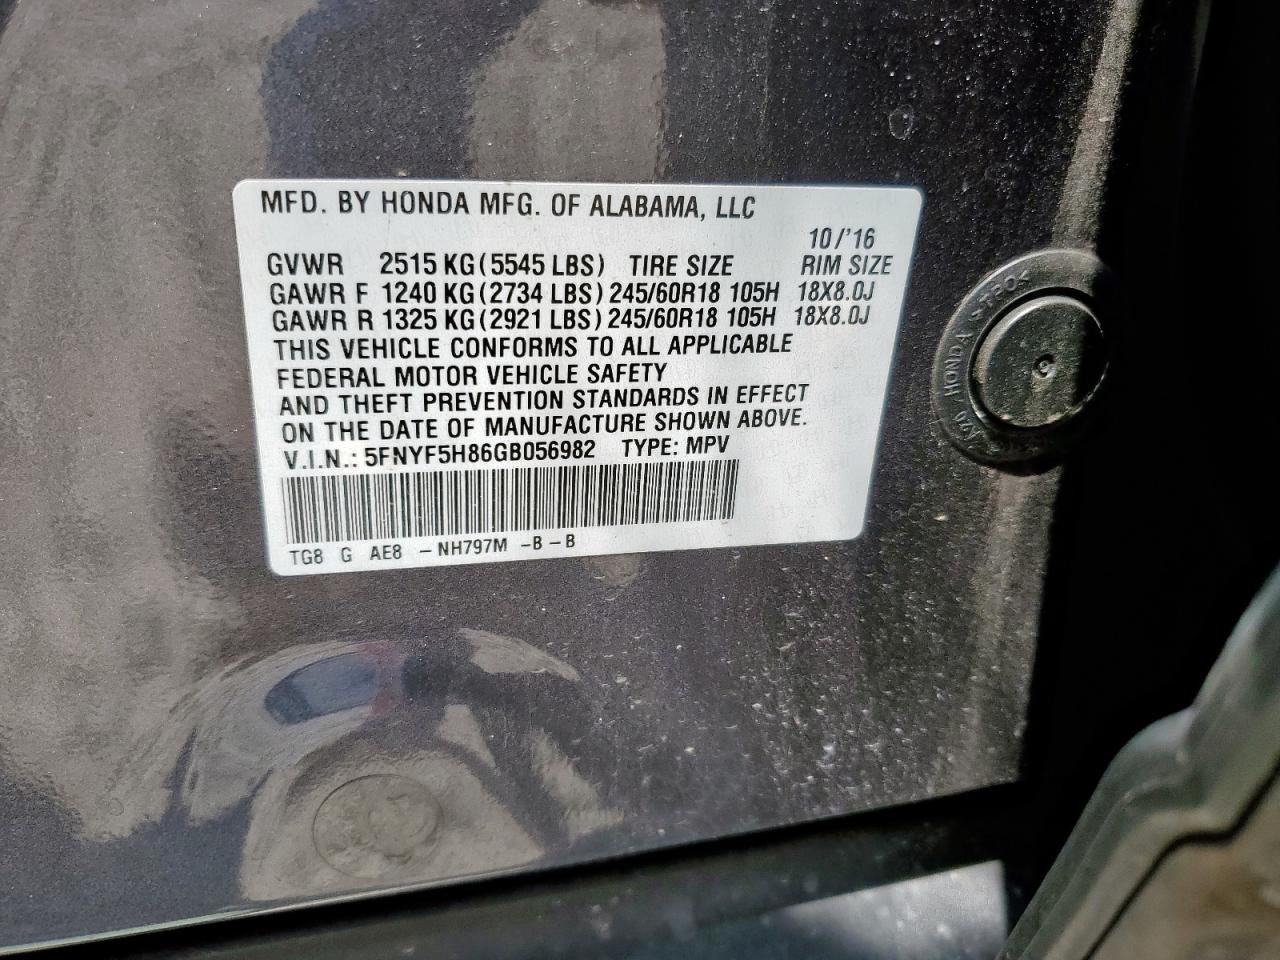 MFD. BY HONDA MFG. OF ALABAMA, LLC
10/'16
GVWR 2515 KG (5545 LBS) TIRE SIZE RIM SIZE
GAWR F 1240 KG (2734 LBS) 245/60R18 105H 18X8.0J
GAWR R 1325 KG (2921 LBS) 245/60R18 105H 18X8.0J
THIS VEHICLE CONFORMS TO ALL APPLICABLE
FEDERAL MOTOR VEHICLE SAFETY
AND THEFT PREVENTION STANDARDS IN EFFECT
ON THE DATE OF MANUFACTURE SHOWN ABOVE.
V.I.N.: 5FNYF5H86GB056982 TYPE: MPV
TG8 G AE8 -NH797M -B-B
HONDA